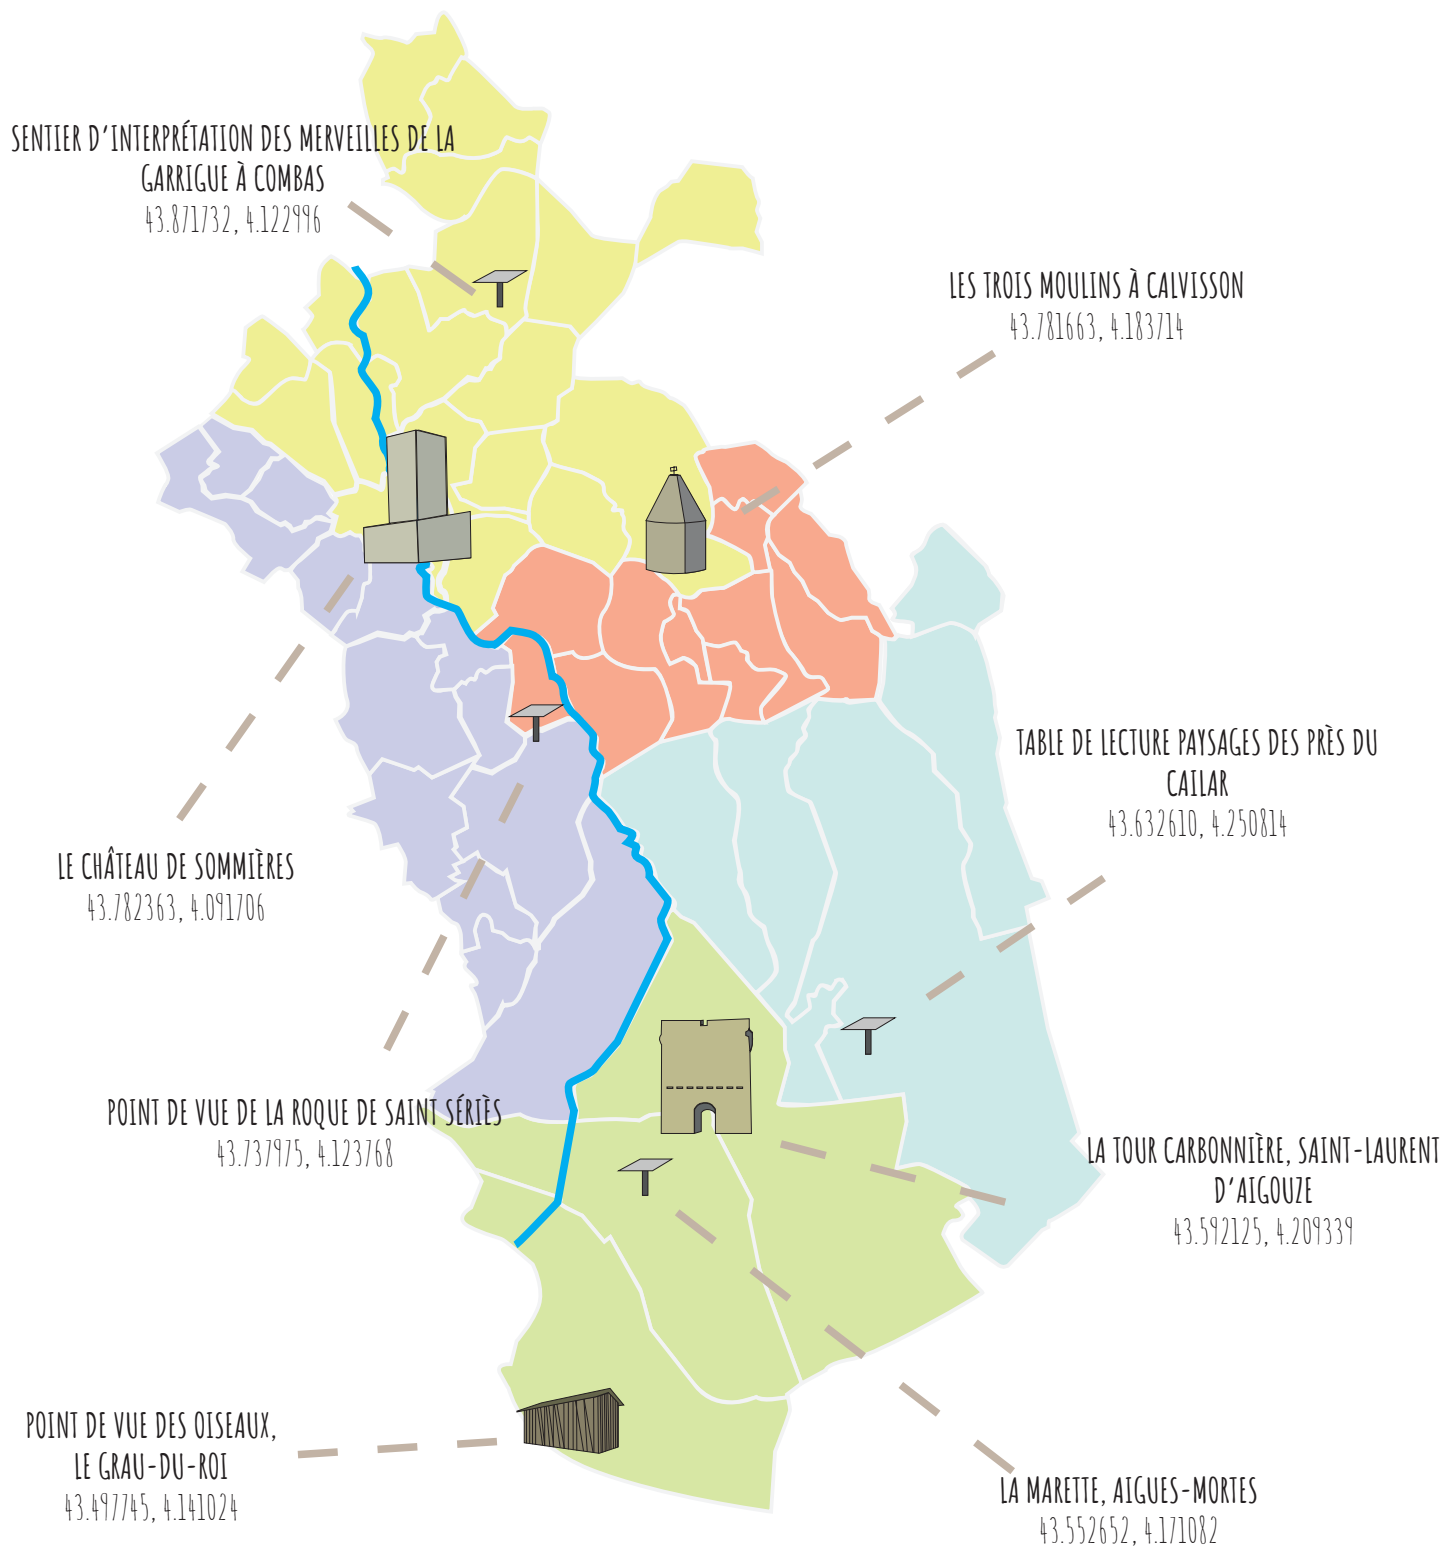 SENTIER D'INTERPRÉTATION DES MERVEILLES DE LA
GARRIGUE À COMBAS
43.871732, 4.122996
LES TROIS MOULINS À CALVISSON
43.781663, 4.183714
TABLE DE LECTURE PAYSAGES DES PRÈS DU
CAILAR
43.632610, 4.250814
LE CHÂTEAU DE SOMMIÈRES
43.782363, 4.091706
POINT DE VUE DE LA ROQUE DE SAINT SÉRIÈS
43.737975, 4.123768
LA TOUR CARBONNIÈRE, SAINT-LAURENT
D'AIGOUZE
43.592125, 4.209339
POINT DE VUE DES OISEAUX,
LE GRAU-DU-ROI
43.497745, 4.141024
LA MARETTE, AIGUES-MORTES
43.552652, 4.171082